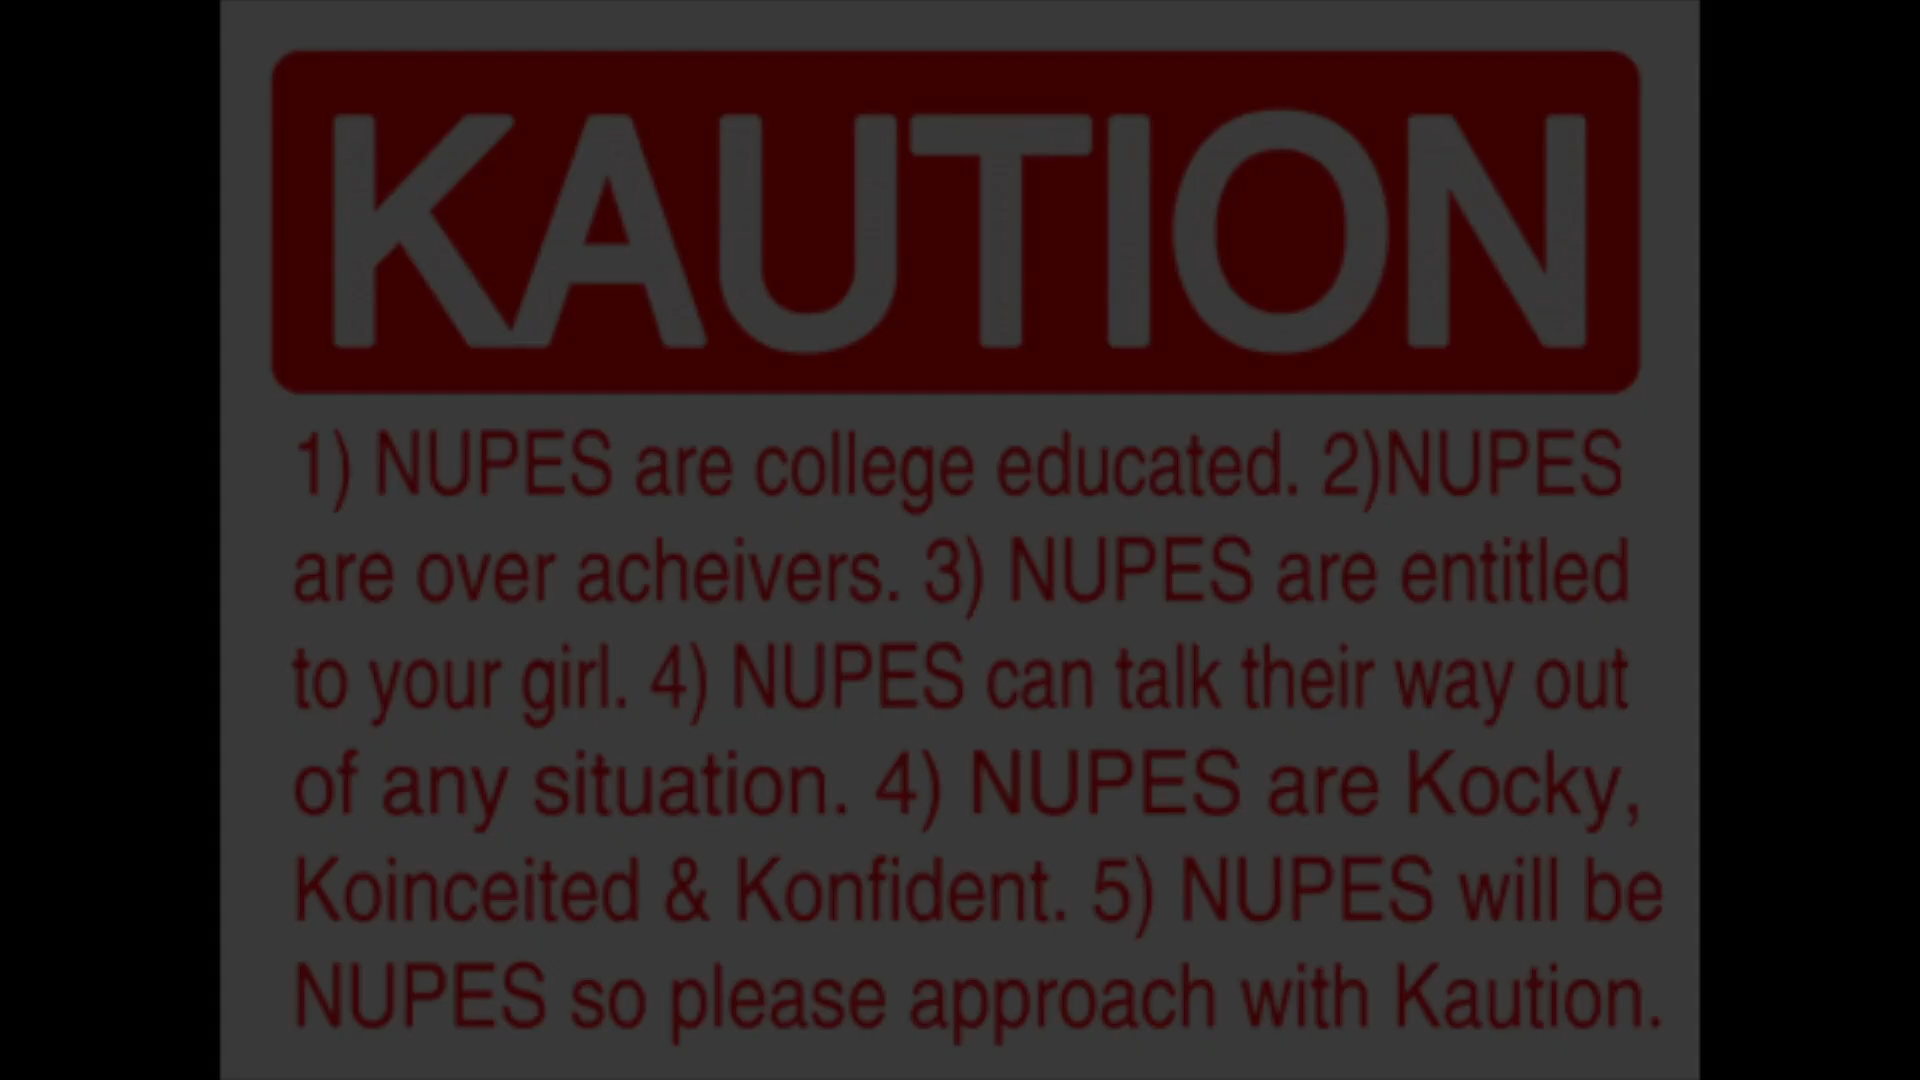 KAUTION
1) NUPES are college educated. 2)NUPES
are over acheivers. 3) NUPES are entitled
to your girl. 4) NUPES can talk their way out
of any situation. 4) NUPES are Kocky,
Koinceited & Konfident. 5) NUPES will be
NUPES so please approach with Kaution.